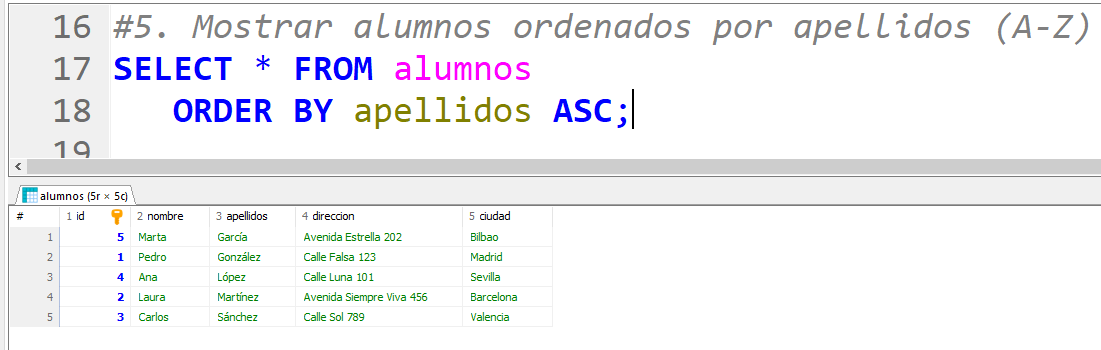 16 #5. Mostrar alumnos ordenados por apellidos (A-Z)
17 SELECT * FROM alumnos
18 ORDER BY apellidos ASC;
19
alumnos (5r × 5c)
# 1 id 2 nombre 3 apellidos 4 direccion 5 ciudad
1 5 Marta García Avenida Estrella 202 Bilbao
2 1 Pedro González Calle Falsa 123 Madrid
3 4 Ana López Calle Luna 101 Sevilla
4 2 Laura Martínez Avenida Siempre Viva 456 Barcelona
5 3 Carlos Sánchez Calle Sol 789 Valencia